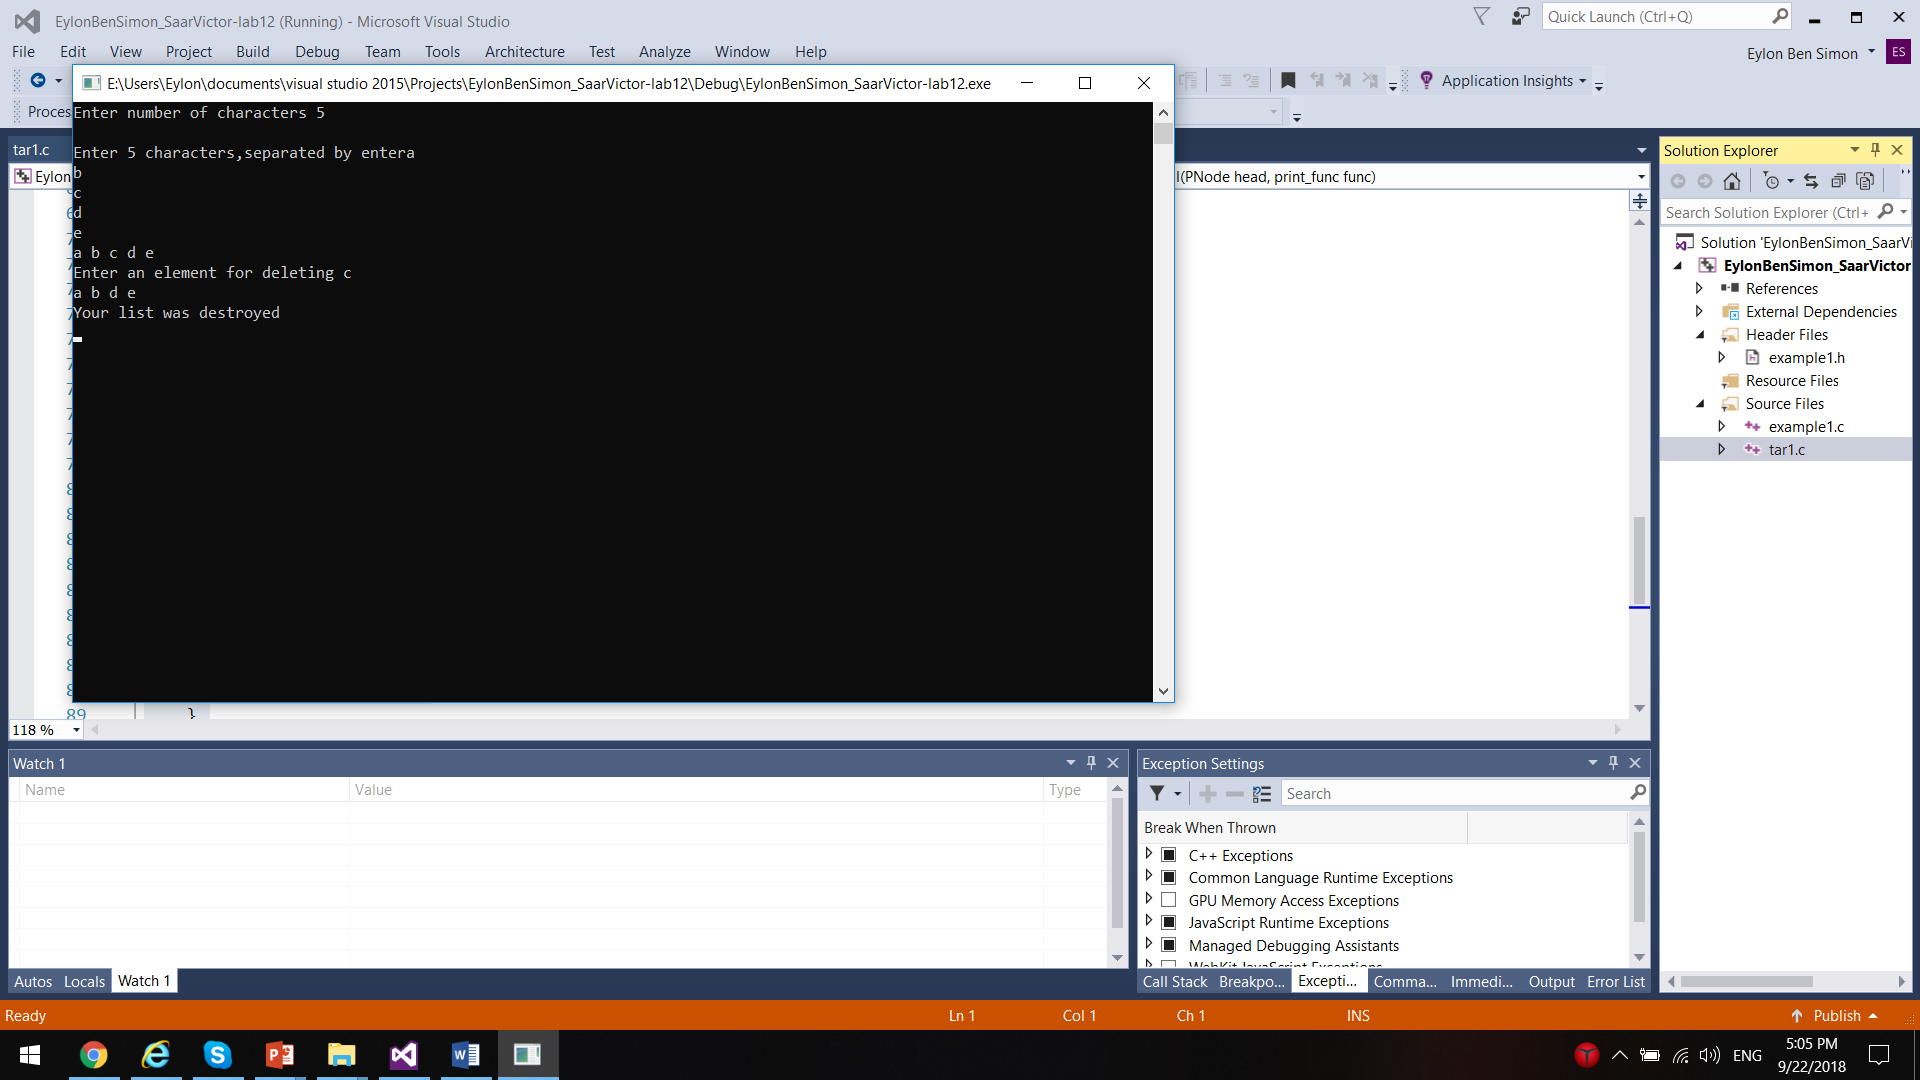 EylonBenSimon_SaarVictor-lab12 (Running) - Microsoft Visual Studio
Quick Launch (Ctrl+Q)
File Edit View Project Build Debug Team Tools Architecture Test Analyze Window Help
Eylon Ben Simon ES
E:\Users\Eylon\documents\visual studio 2015\Projects\EylonBenSimon_SaarVictor-lab12\Debug\EylonBenSimon_SaarVictor-lab12.exe
Application Insights
Proces
Enter number of characters 5
Enter 5 characters,separated by entera
b
c
d
e
a b c d e
Enter an element for deleting c
a b d e
Your list was destroyed
tar1.c
Eylon
(PNode head, print_func func)
89 }
118 %
Solution Explorer
Search Solution Explorer (Ctrl+
Solution 'EylonBenSimon_SaarVi
EylonBenSimon_SaarVictor
References
External Dependencies
Header Files
example1.h
Resource Files
Source Files
example1.c
tar1.c
Watch 1
Name Value Type
Autos Locals Watch 1
Exception Settings
Search
Break When Thrown
C++ Exceptions
Common Language Runtime Exceptions
GPU Memory Access Exceptions
JavaScript Runtime Exceptions
Managed Debugging Assistants
WebKit JavaScript Exceptions
Call Stack Breakpo... Excepti... Comma... Immedi... Output Error List
Ready Ln 1 Col 1 Ch 1 INS Publish
ENG
5:05 PM
9/22/2018